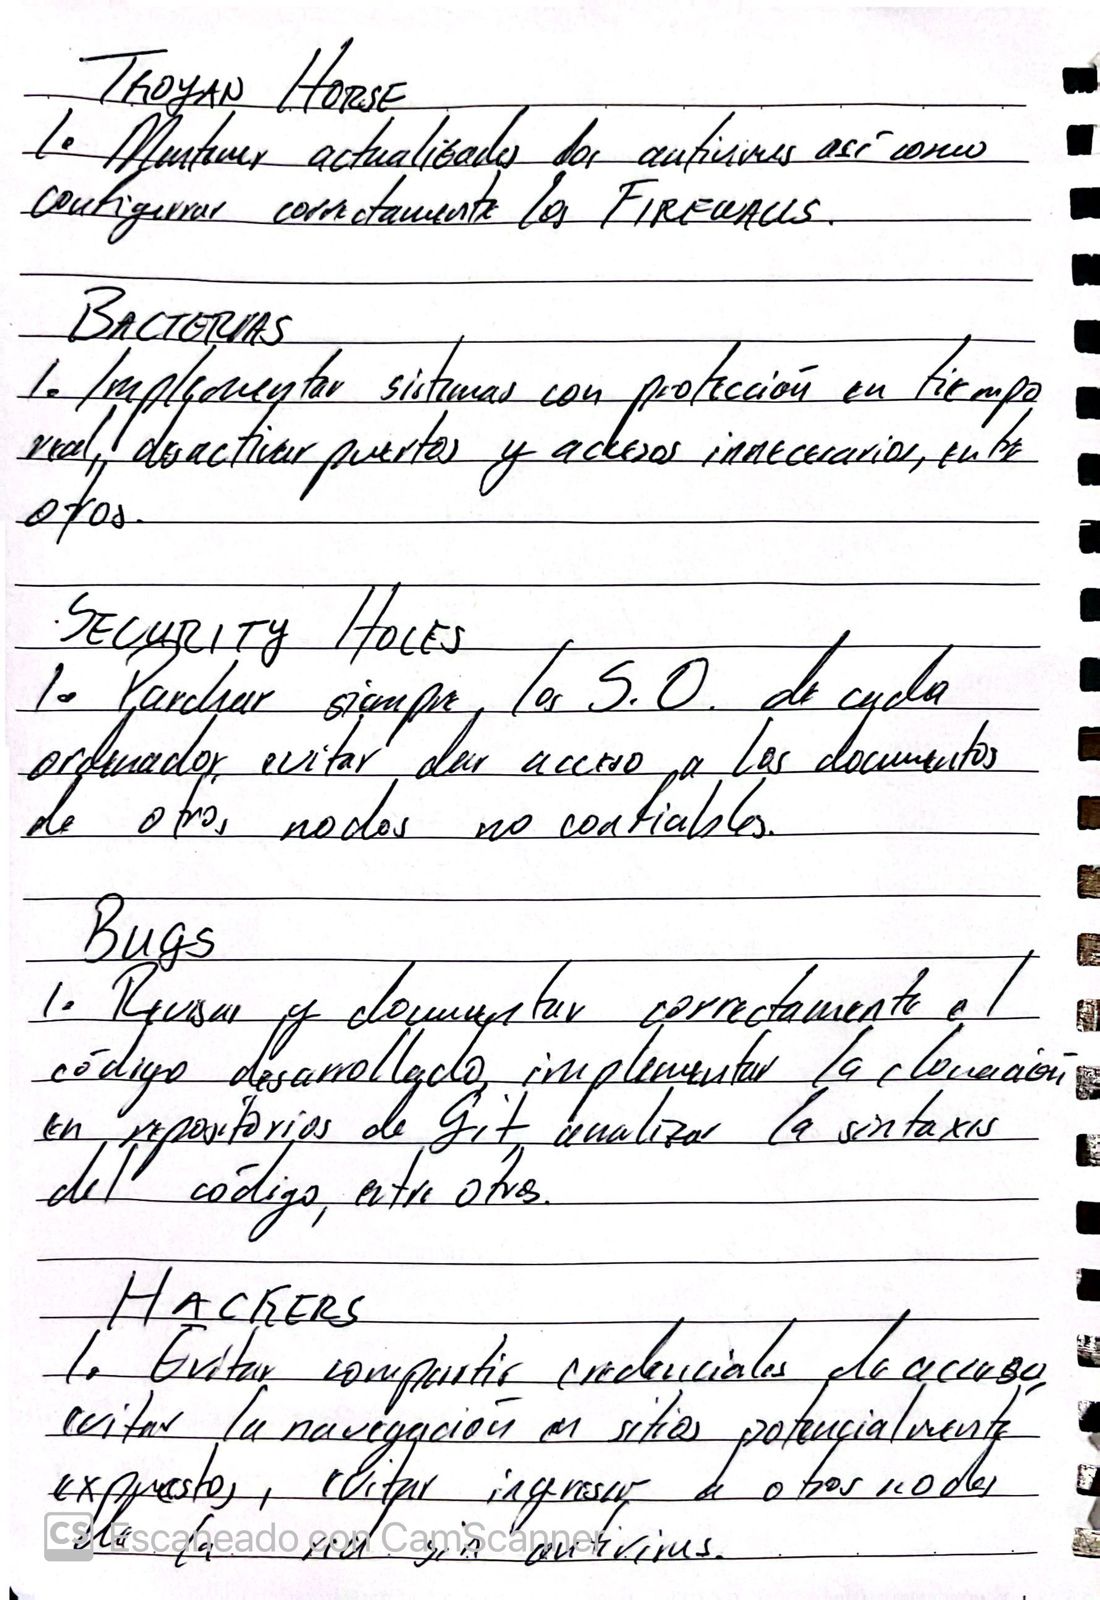 TROYAN HORSE
1. Mantener actualizados los antivirus así como
configurar correctamente los FIREWALLS.
BACTERIAS
1. Implementar sistemas con protección en tiempo
real, desactivar puertos y accesos innecesarios, entre
otros.
SECURITY HOLES
1. Parchar siempre los S.O. de cada
ordenador, evitar dar acceso a los documentos
de otros nodos no confiables.
BUGS
1. Revisar y documentar correctamente el
código desarrollado, implementar la clonación
en repositorios de Git, analizar la sintaxis
del código, entre otros.
HACKERS
1. Evitar compartir credenciales de acceso,
evitar la navegación en sitios potencialmente
expuestos, evitar ingresar a otros nodos
de la red sin antivirus.
CS Escaneado con CamScanner